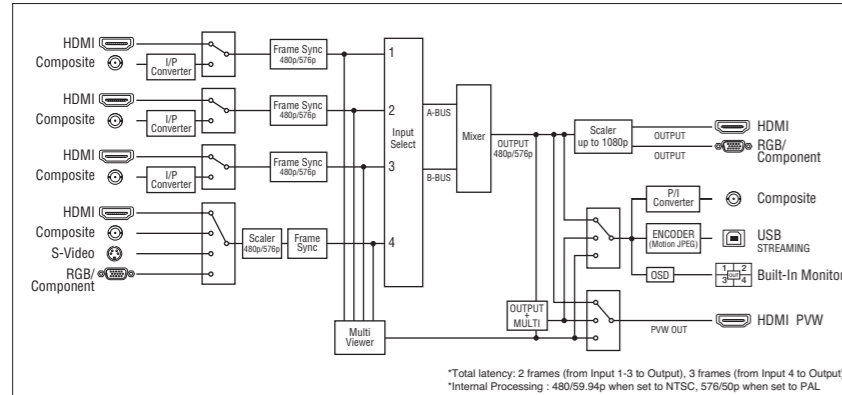 HDMI
Composite
I/P
Converter
Frame Sync
480p/576p
1
HDMI
Composite
I/P
Converter
Frame Sync
480p/576p
2
HDMI
Composite
I/P
Converter
Frame Sync
480p/576p
3
HDMI
Composite
S-Video
RGB/
Component
Scaler
480p/576p
Frame
Sync
4
Input
Select
A-BUS
B-BUS
Mixer
OUTPUT
480p/576p
Multi
Viewer
OUTPUT
+
MULTI
Scaler
up to 1080p
OUTPUT
HDMI
OUTPUT
RGB/
Component
P/I
Converter
Composite
ENCODER
(Motion JPEG)
USB
STREAMING
OSD
1 2
OUT
3 4
Built-In Monitor
PVW OUT
HDMI PVW
*Total latency: 2 frames (from Input 1-3 to Output), 3 frames (from Input 4 to Output)
*Internal Processing : 480/59.94p when set to NTSC, 576/50p when set to PAL